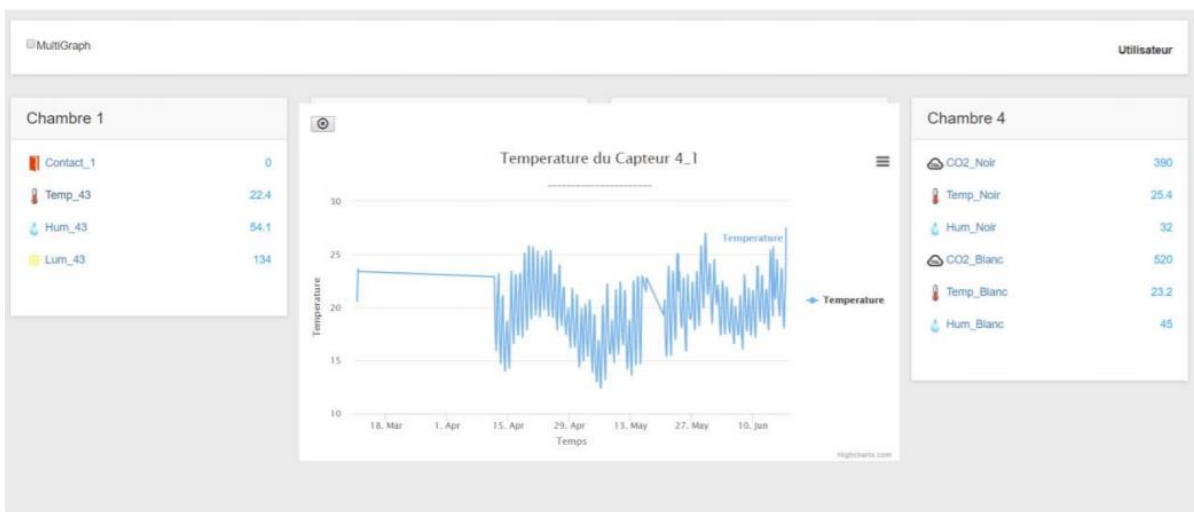 MultiGraph
Utilisateur
Chambre 1
Contact_1 0
Temp_43 22.4
Hum_43 54.1
Lum_43 134
Temperature du Capteur 4_1
30
25
20
15
10
Temperature
Temperature
Temperature
18. Mar 1. Apr 15. Apr 29. Apr 13. May 27. May 10. Jun
Temps
Highcharts.com
Chambre 4
CO2_Noir 390
Temp_Noir 25.4
Hum_Noir 32
CO2_Blanc 520
Temp_Blanc 23.2
Hum_Blanc 45